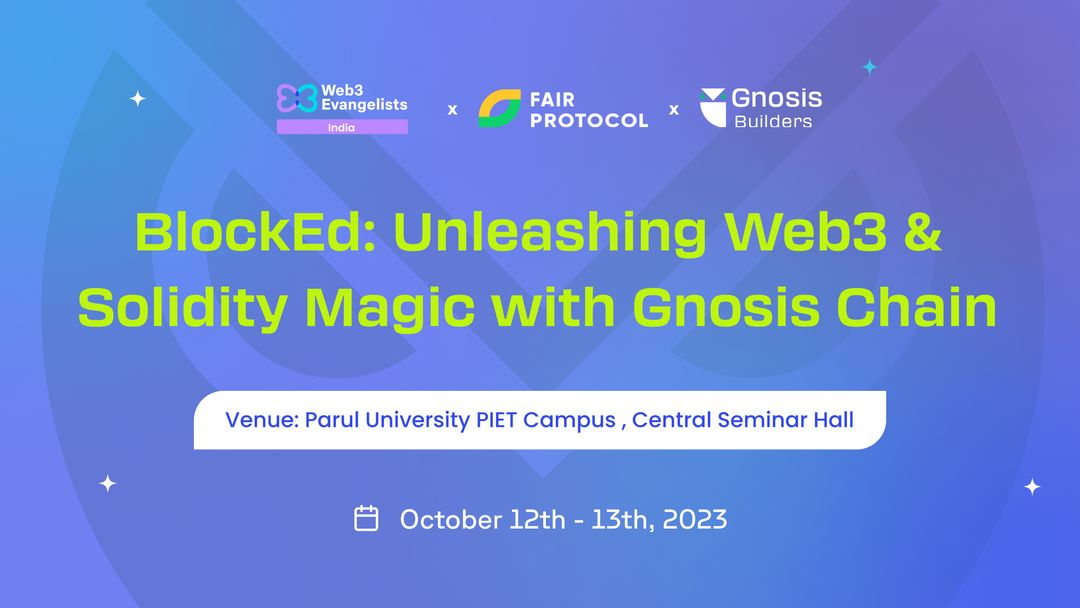 Web3
Evangelists
India
x
FAIR
PROTOCOL
x
Gnosis
Builders
BlockEd: Unleashing Web3 &
Solidity Magic with Gnosis Chain
Venue: Parul University PIET Campus , Central Seminar Hall
October 12th - 13th, 2023